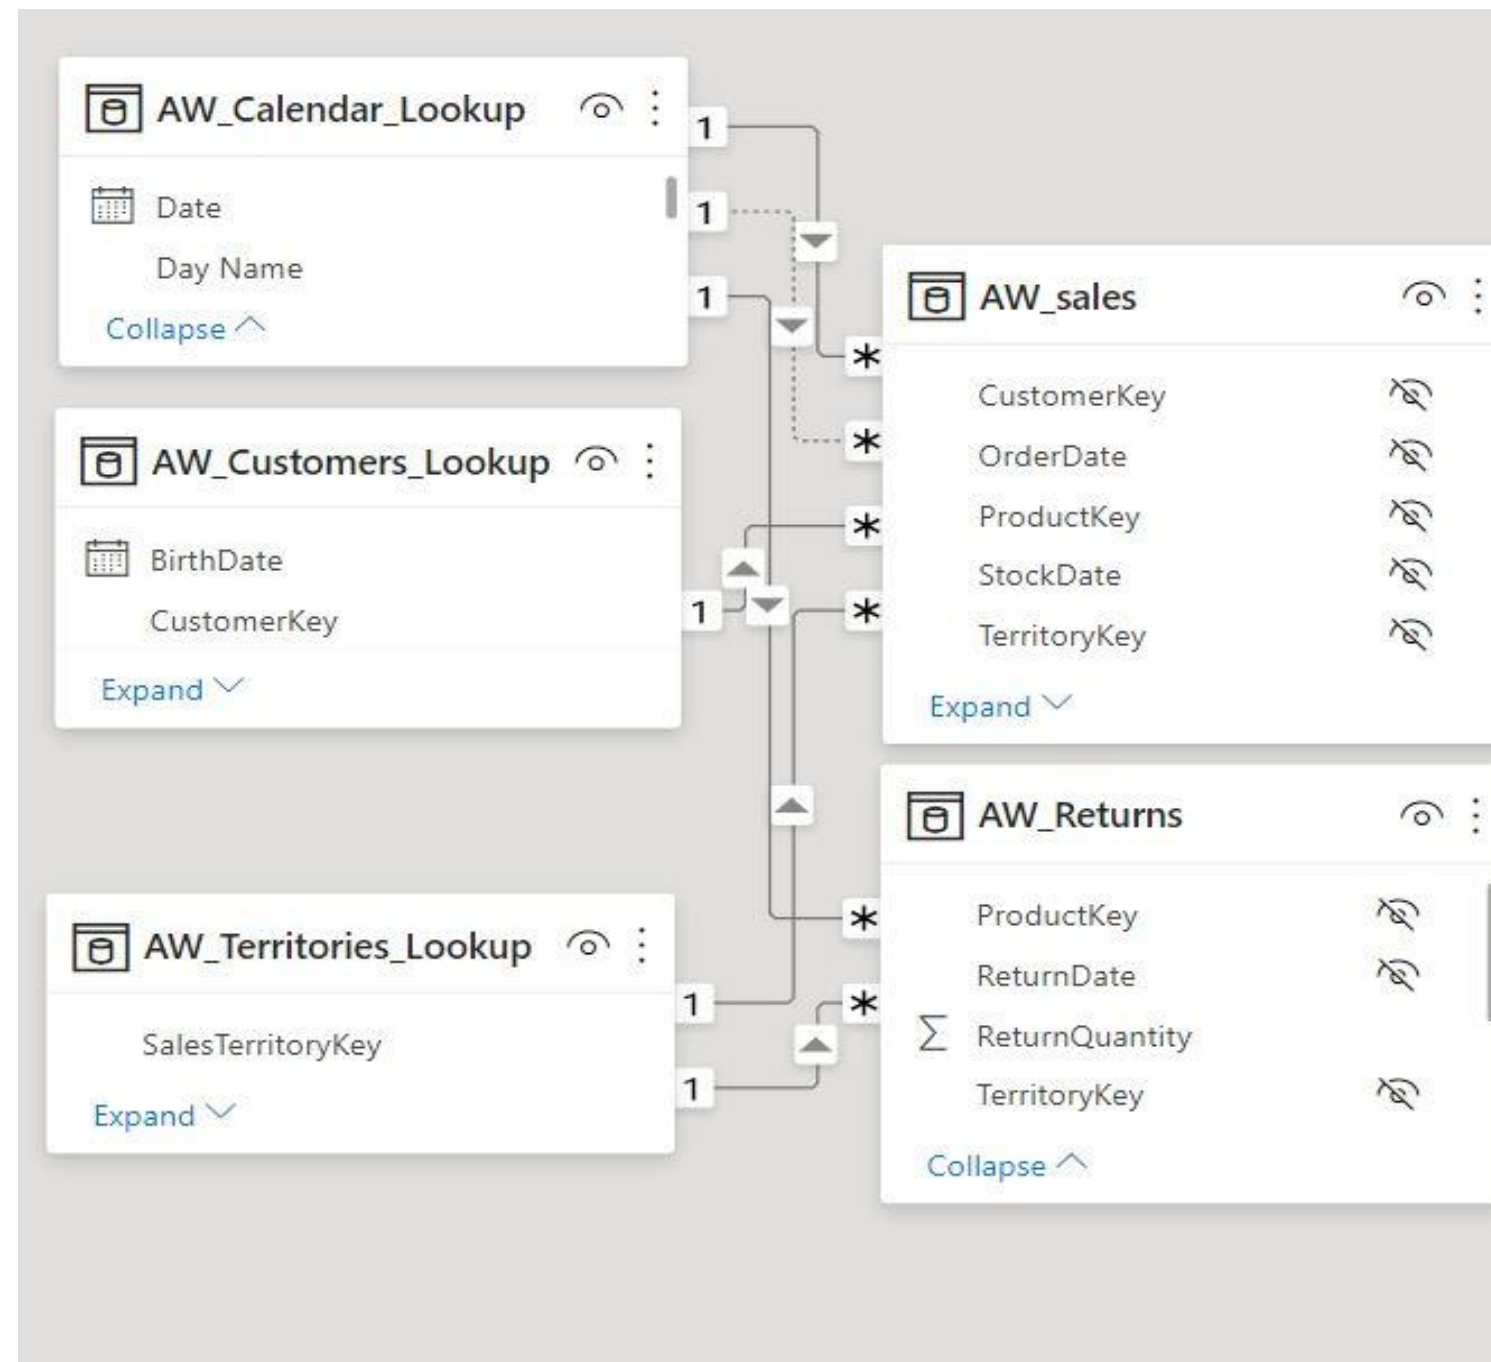 AW_Calendar_Lookup
1
Date
1
Day Name
1
Collapse
AW_sales
*
CustomerKey
*
OrderDate
*
ProductKey
StockDate
*
TerritoryKey
Expand
AW_Customers_Lookup
BirthDate
CustomerKey
1
Expand
AW_Returns
*
ProductKey
ReturnDate
*
Σ ReturnQuantity
TerritoryKey
Collapse
AW_Territories_Lookup
1
SalesTerritoryKey
1
Expand